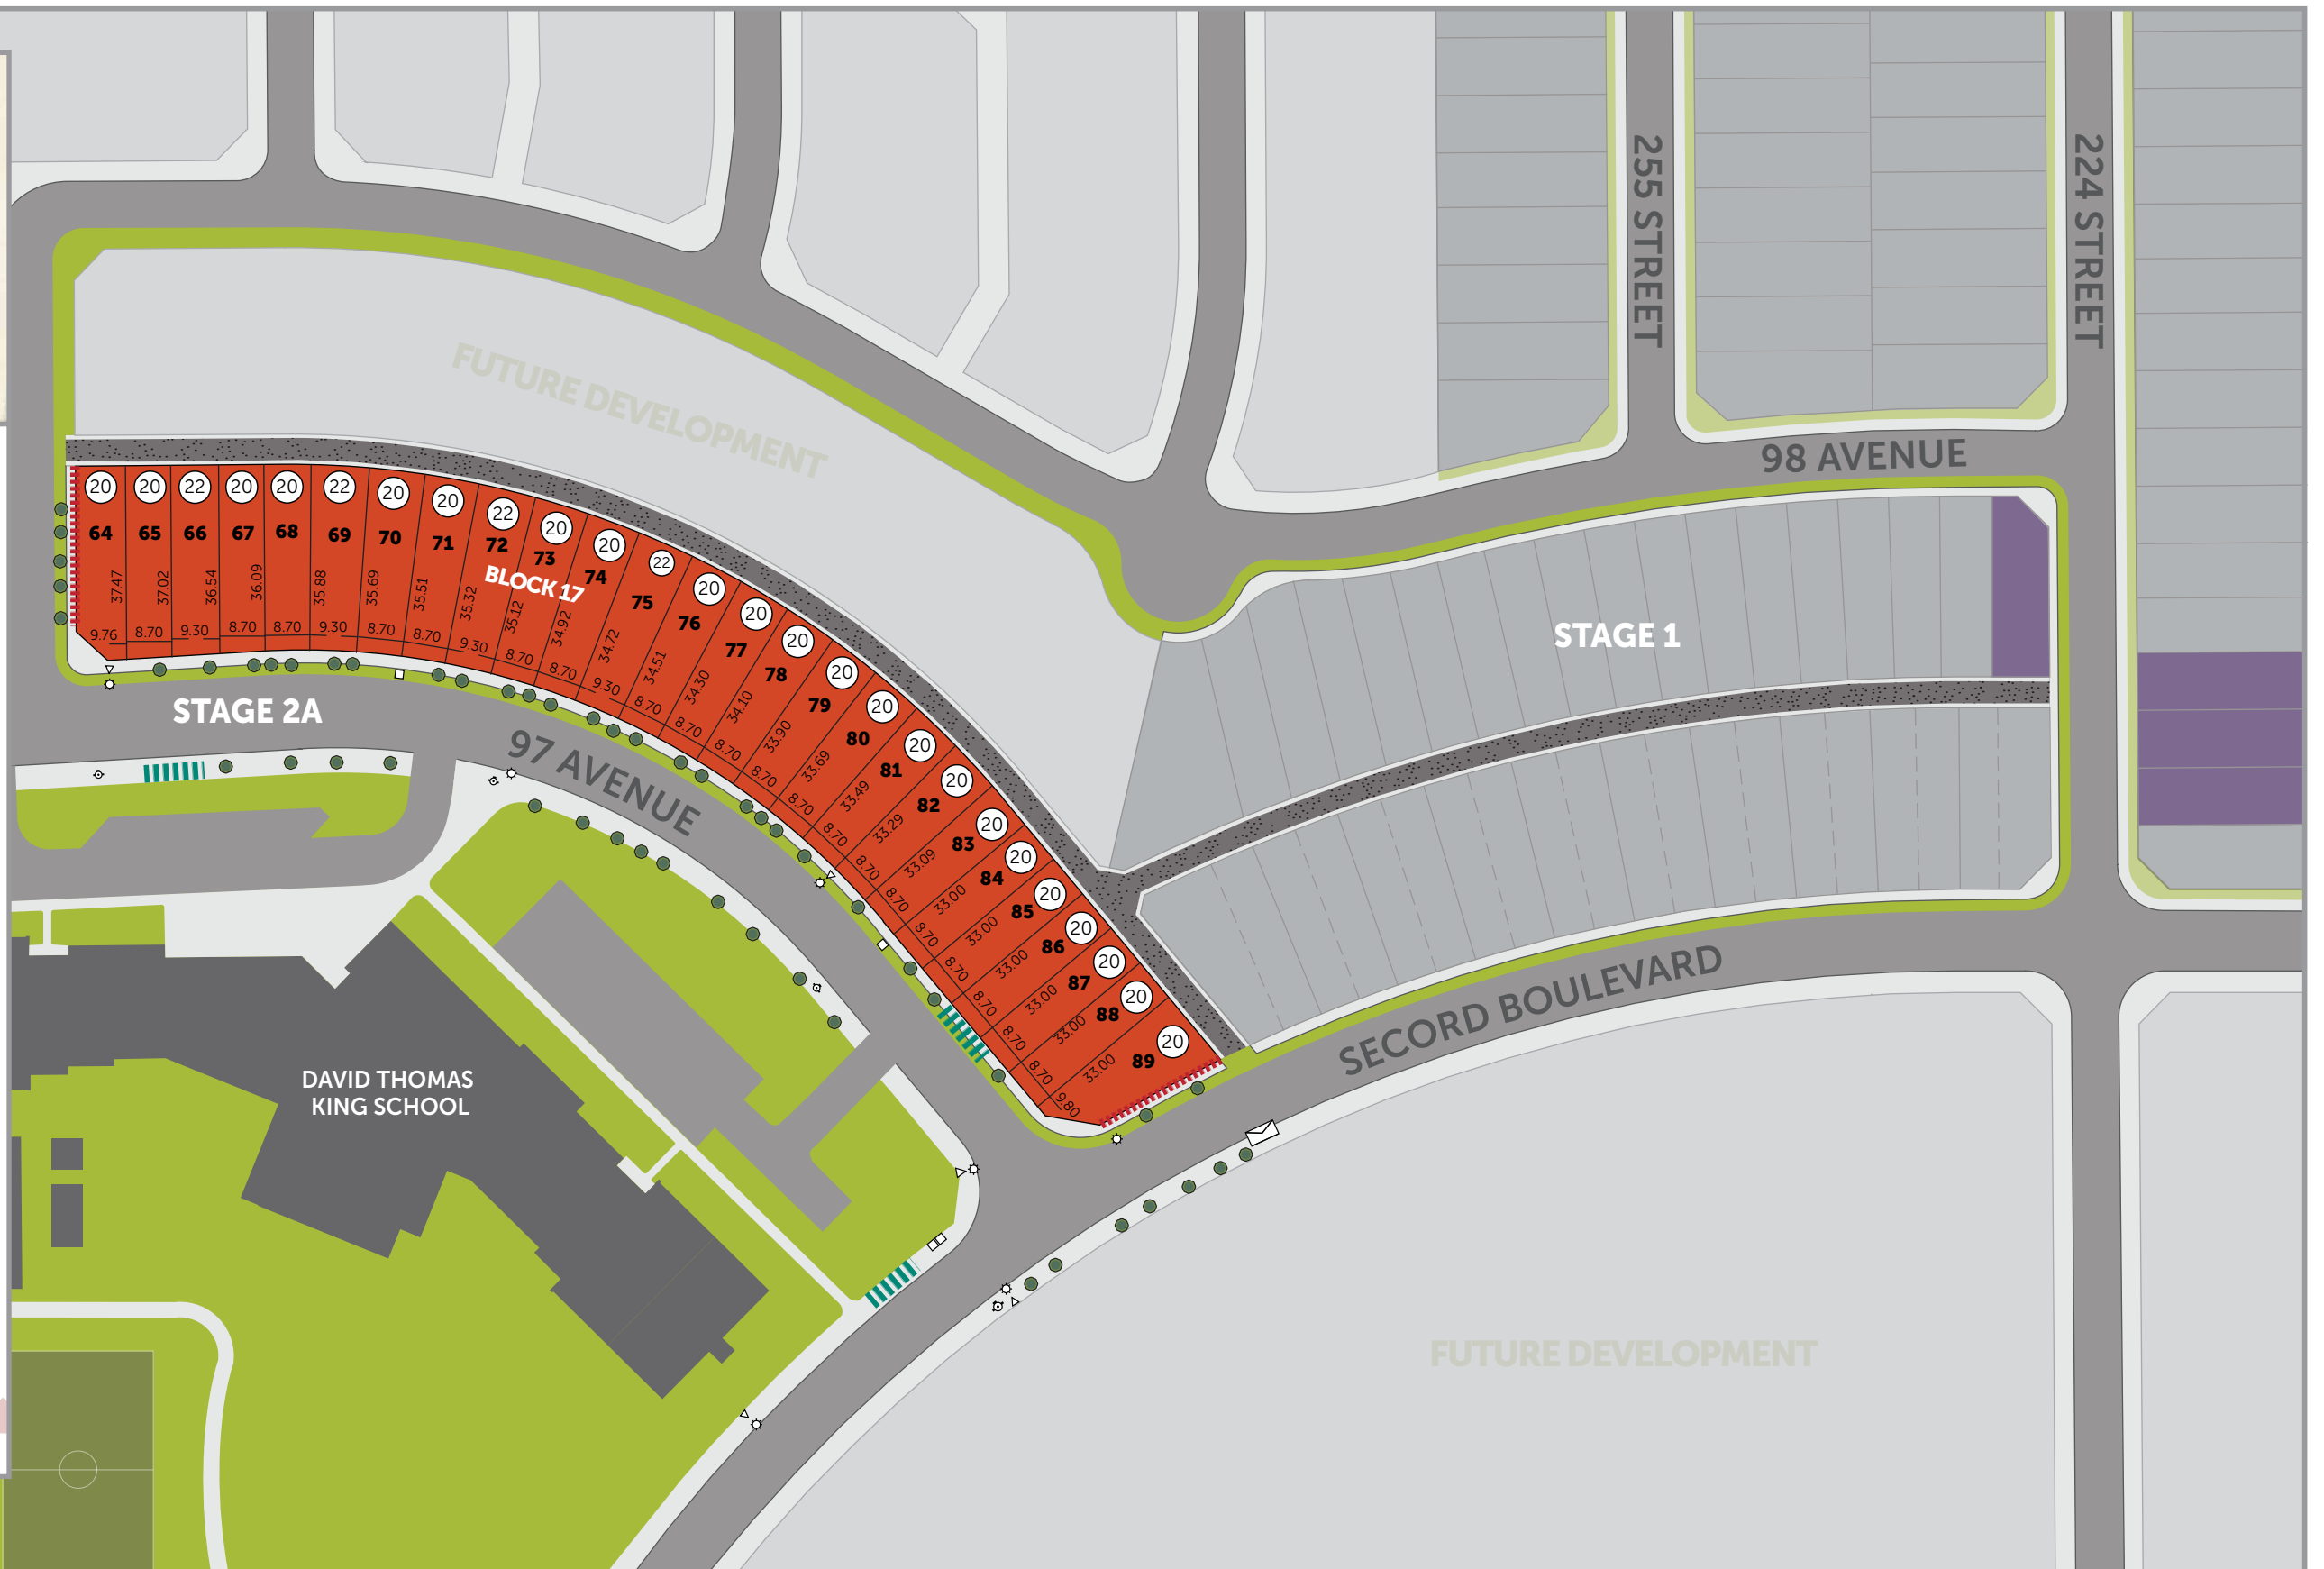 255 STREET
224 STREET
98 AVENUE
FUTURE DEVELOPMENT
20 20 22 20 20 22 20 20 22 20 20 22 20 20 20 20 20 20 20 20 20 20 20 20 20 20
64 65 66 67 68 69 70 71 72 73 74 75 76 77 78 79 80 81 82 83 84 85 86 87 88 89
BLOCK 17
37.47 37.02 36.54 36.09 35.88 35.69 35.51 35.32 35.12 34.92 34.72 34.51 34.30 34.10 33.90 33.69 33.49 33.29 33.09 33.00 33.00 33.00 33.00 33.00 33.00
9.76 8.70 9.30 8.70 8.70 9.30 8.70 8.70 9.30 8.70 8.70 9.30 8.70 8.70 8.70 8.70 8.70 8.70 8.70 8.70 8.70 8.70 8.70 8.70 8.70 9.80
STAGE 1
STAGE 2A
97 AVENUE
SECORD BOULEVARD
DAVID THOMAS
KING SCHOOL
FUTURE DEVELOPMENT